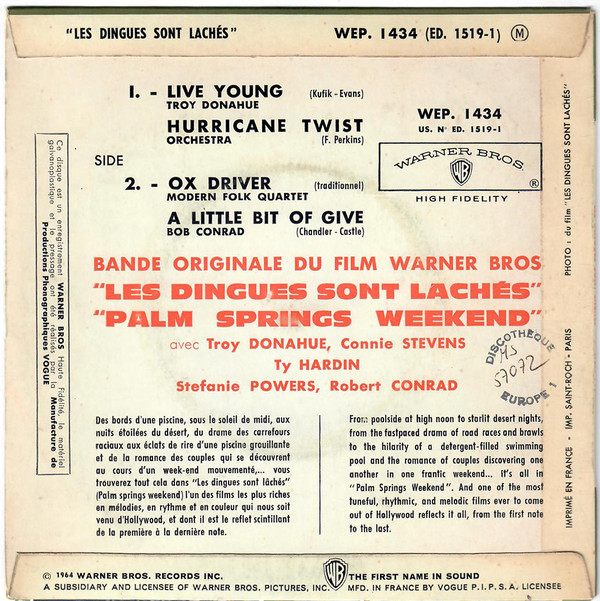 "LES DINGUES SONT LACHÉS" WEP. 1434 (ED. 1519-1) M
1. - LIVE YOUNG (Kufik - Evans)
TROY DONAHUE
HURRICANE TWIST
ORCHESTRA (F. Perkins)
SIDE
2. - OX DRIVER (traditionnel)
MODERN FOLK QUARTET
A LITTLE BIT OF GIVE
BOB CONRAD (Chandler - Castle)
WEP. 1434
US. N° ED. 1519-1
WARNER BROS.
WB
®
HIGH FIDELITY
Ce disque est un enregistrement WARNER BROS Haute Fidélité, le matériel
galvanoplastique et le pressage ont été réalisés par la Manufacture de
Productions Phonographiques VOGUE
BANDE ORIGINALE DU FILM WARNER BROS
"LES DINGUES SONT LACHÉS"
"PALM SPRINGS WEEKEND"
avec Troy DONAHUE, Connie STEVENS
Ty HARDIN
Stefanie POWERS, Robert CONRAD
DISCOTHEQUE
57072
EUROPE 1
PHOTO : du film "LES DINGUES SONT LACHÉS"
IMPRIMÉ EN FRANCE - IMP. SAINT-ROCH - PARIS
Des bords d'une piscine, sous le soleil de midi, aux
nuits étoilées du désert, du drame des carrefours
raciaux aux éclats de rire d'une piscine grouillante
et de la romance des couples qui se découvrent
au cours d'un week-end mouvementé,... vous
trouverez tout cela dans "Les dingues sont lâchés"
(Palm springs weekend) l'un des films les plus riches
en mélodies, en rythme et en couleur qui nous soit
venu d'Hollywood, et dont il est le reflet scintillant
de la première à la dernière note.
From poolside at high noon to starlit desert nights,
from the fastpaced drama of road races and brawls
to the hilarity of a detergent-filled swimming
pool and the romance of couples discovering one
another in one frantic weekend... it's all in
"Palm Springs Weekend". And one of the most
tuneful, rhythmic, and melodic films ever to come
out of Hollywood reflects it all, from the first note
to the last.
© 1964 WARNER BROS. RECORDS INC. WB THE FIRST NAME IN SOUND
A SUBSIDIARY AND LICENSEE OF WARNER BROS. PICTURES, INC. MFD. IN FRANCE BY VOGUE P.I.P.S.A. LICENSEE